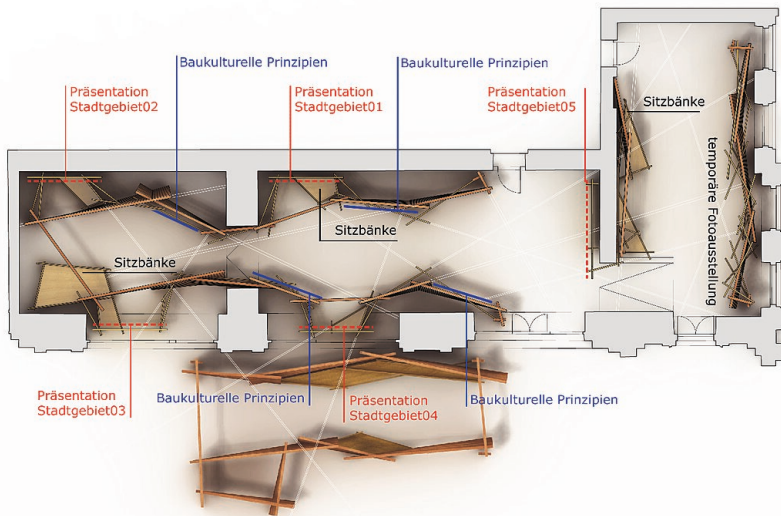 Baukulturelle Prinzipien
Baukulturelle Prinzipien
Präsentation
Stadtgebiet02
Präsentation
Stadtgebiet01
Präsentation
Stadtgebiet05
Sitzbänke
temporäre Fotoausstellung
Sitzbänke
Sitzbänke
Präsentation
Stadtgebiet03
Baukulturelle Prinzipien
Präsentation
Stadtgebiet04
Baukulturelle Prinzipien